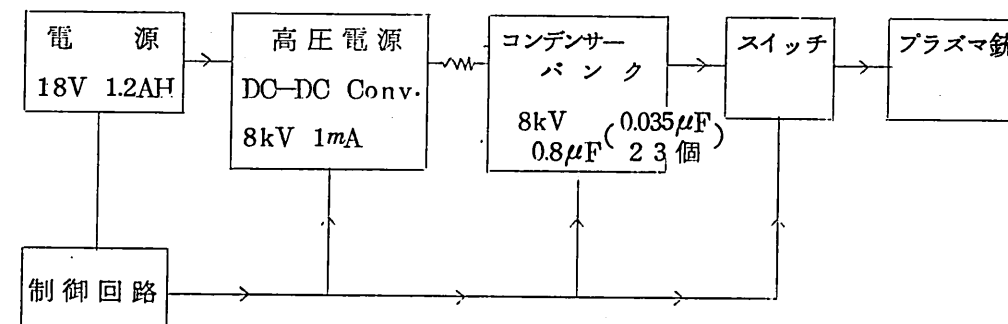 電源
18V 1.2AH
高圧電源
DC-DC Conv.
8kV 1mA
コンデンサー
バンク
8kV
0.8μF
(0.035μF
23個)
スイッチ
プラズマ銃
制御回路